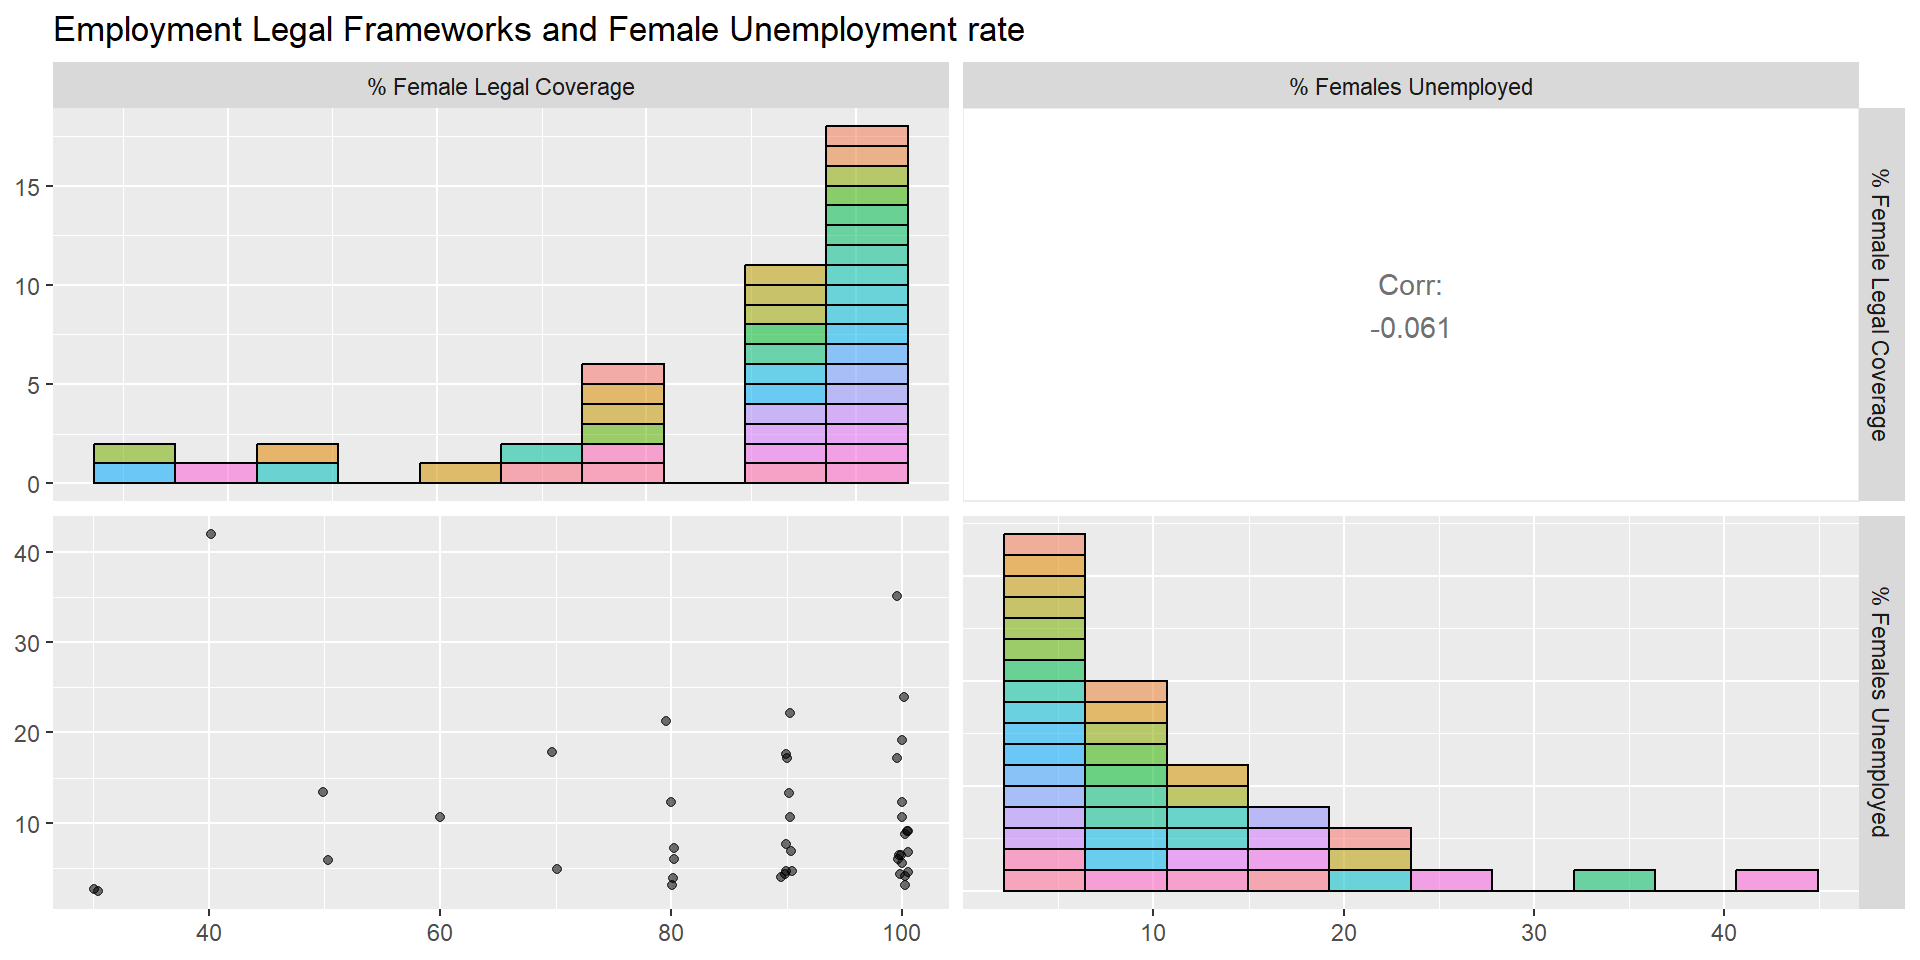 Employment Legal Frameworks and Female Unemployment rate
% Female Legal Coverage
% Females Unemployed
15
10
5
0
Corr:
-0.061
% Female Legal Coverage
40
30
20
10
% Females Unemployed
40
60
80
100
10
20
30
40